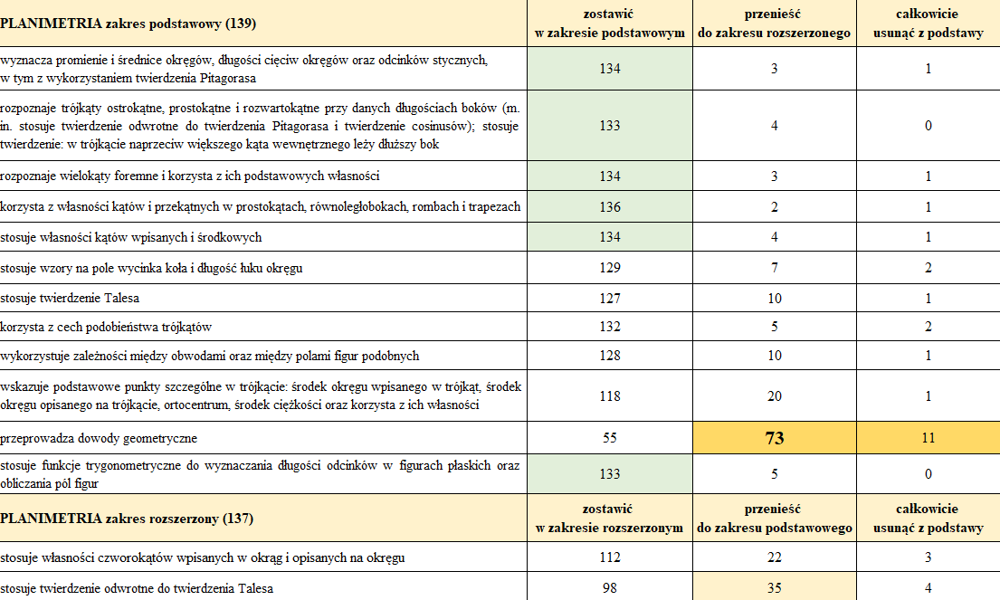 PLANIMETRIA zakres podstawowy (139)
zostawić
w zakresie podstawowym
przenieść
do zakresu rozszerzonego
całkowicie
usunąć z podstawy
wyznacza promienie i średnice okręgów, długości cięciw okręgów oraz odcinków stycznych,
w tym z wykorzystaniem twierdzenia Pitagorasa
134 3 1
rozpoznaje trójkąty ostrokątne, prostokątne i rozwartokątne przy danych długościach boków (m.
in. stosuje twierdzenie odwrotne do twierdzenia Pitagorasa i twierdzenie cosinusów); stosuje
twierdzenie: w trójkącie naprzeciw większego kąta wewnętrznego leży dłuższy bok
133 4 0
rozpoznaje wielokąty foremne i korzysta z ich podstawowych własności 134 3 1
korzysta z własności kątów i przekątnych w prostokątach, równoległobokach, rombach i trapezach 136 2 1
stosuje własności kątów wpisanych i środkowych 134 4 1
stosuje wzory na pole wycinka koła i długość łuku okręgu 129 7 2
stosuje twierdzenie Talesa 127 10 1
korzysta z cech podobieństwa trójkątów 132 5 2
wykorzystuje zależności między obwodami oraz między polami figur podobnych 128 10 1
wskazuje podstawowe punkty szczególne w trójkącie: środek okręgu wpisanego w trójkąt, środek
okręgu opisanego na trójkącie, ortocentrum, środek ciężkości oraz korzysta z ich własności
118 20 1
przeprowadza dowody geometryczne 55 73 11
stosuje funkcje trygonometryczne do wyznaczania długości odcinków w figurach płaskich oraz
obliczania pól figur
133 5 0
PLANIMETRIA zakres rozszerzony (137)
zostawić
w zakresie rozszerzonym
przenieść
do zakresu podstawowego
całkowicie
usunąć z podstawy
stosuje własności czworokątów wpisanych w okrąg i opisanych na okręgu 112 22 3
stosuje twierdzenie odwrotne do twierdzenia Talesa 98 35 4